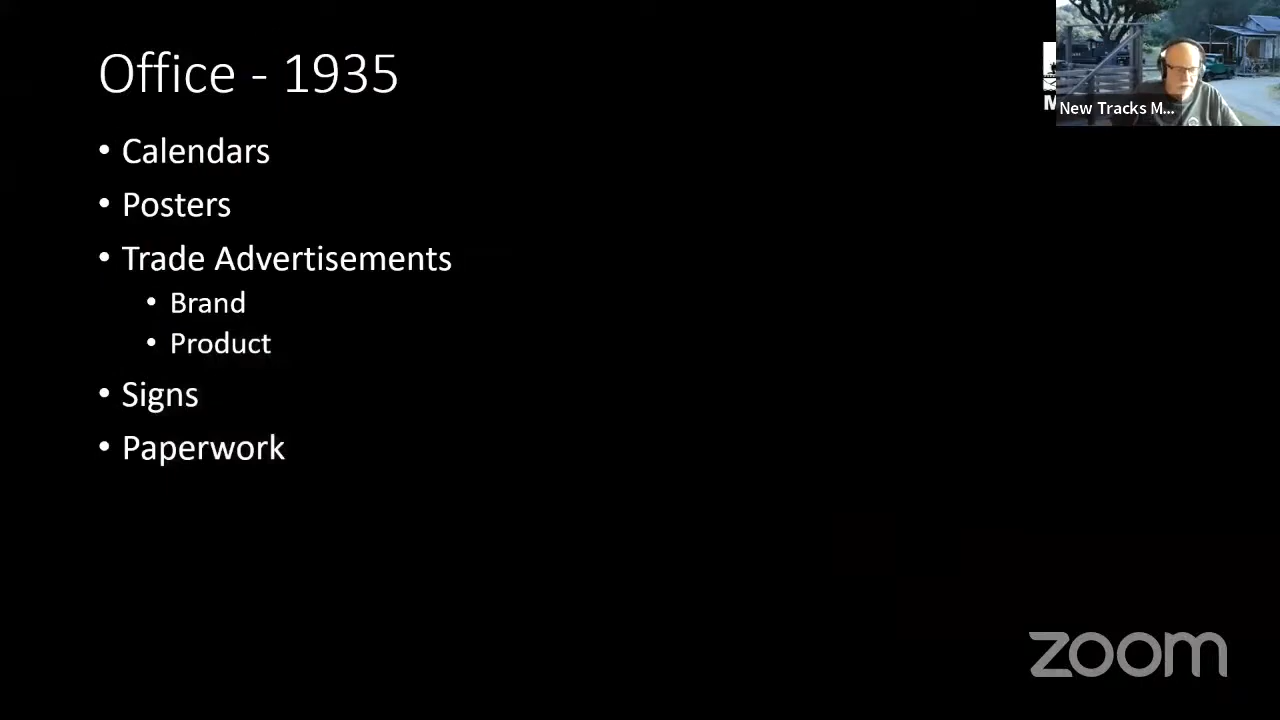 Office - 1935
• Calendars
• Posters
• Trade Advertisements
• Brand
• Product
• Signs
• Paperwork
M
New Tracks M...
zoom